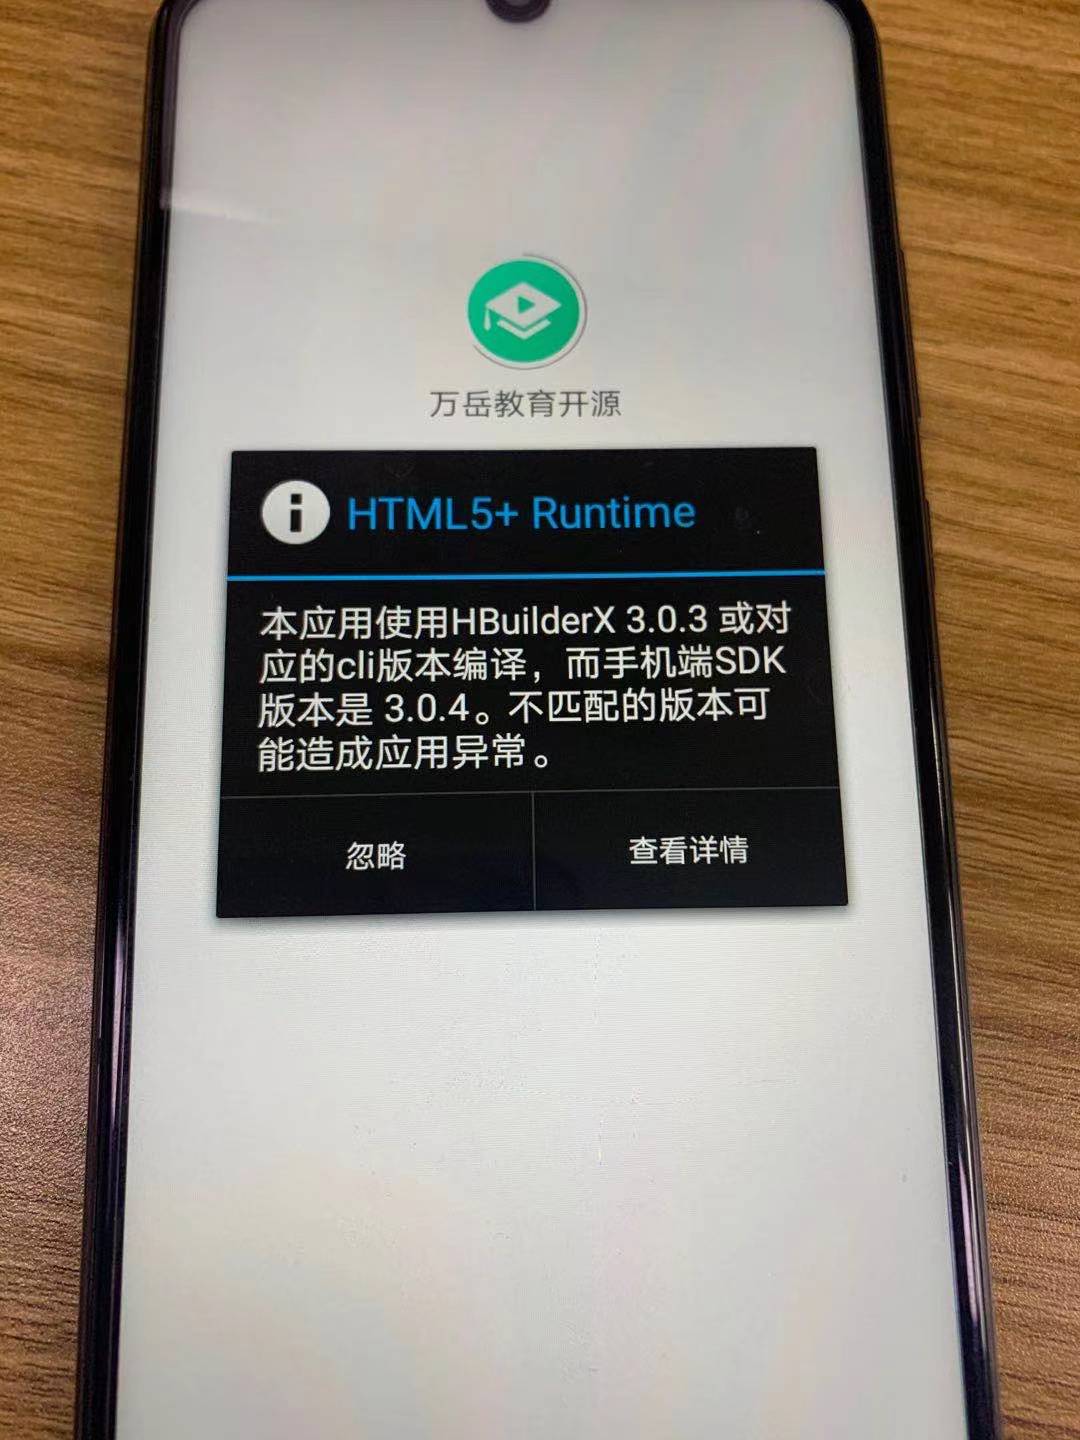 万岳教育开源
HTML5+ Runtime
本应用使用HBuilderX 3.0.3 或对
应的cli版本编译，而手机端SDK
版本是 3.0.4。不匹配的版本可
能造成应用异常。
忽略
查看详情